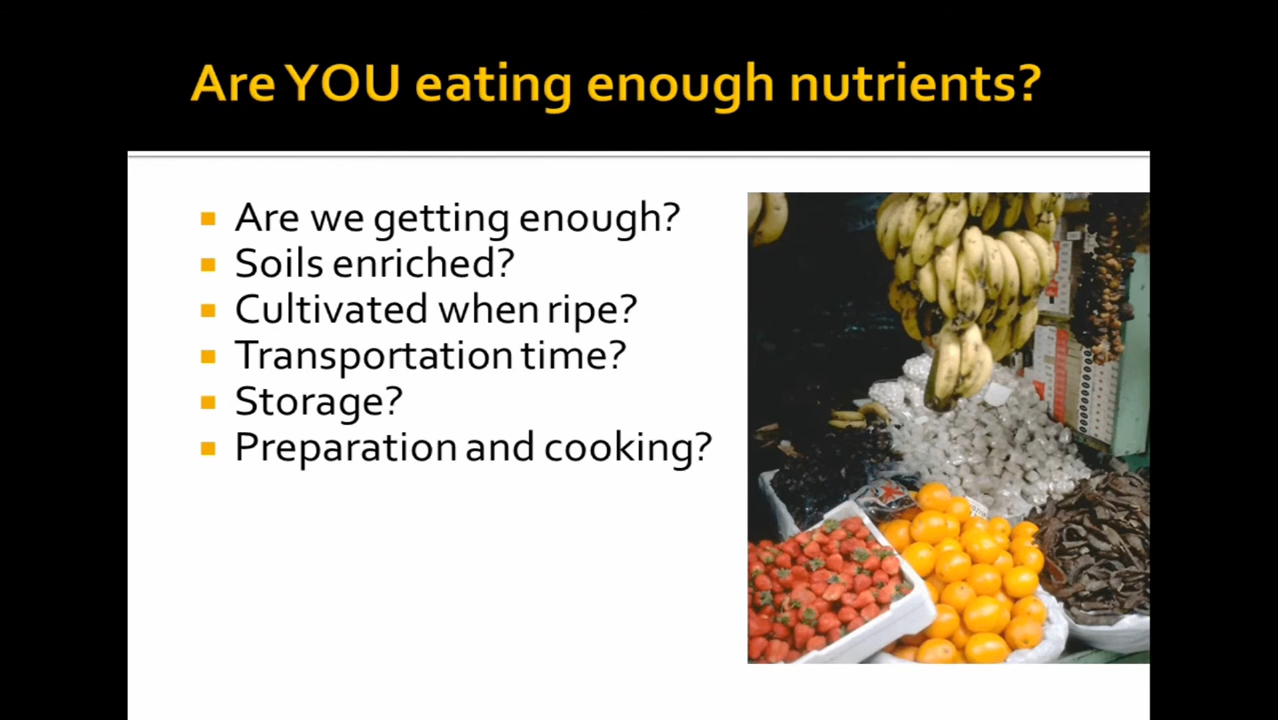 Are YOU eating enough nutrients?
Are we getting enough?
Soils enriched?
Cultivated when ripe?
Transportation time?
Storage?
Preparation and cooking?